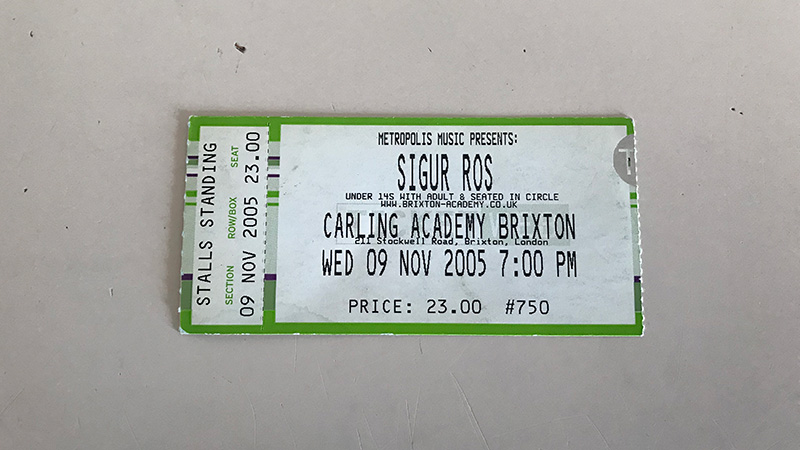 STALLS STANDING
SECTION ROW/BOX SEAT
09 NOV 2005 23.00
METROPOLIS MUSIC PRESENTS:
SIGUR ROS
UNDER 14S WITH ADULT & SEATED IN CIRCLE
WWW.BRIXTON-ACADEMY.CO.UK
CARLING ACADEMY BRIXTON
211 Stockwell Road, Brixton, London
WED 09 NOV 2005 7:00 PM
PRICE: 23.00 #750